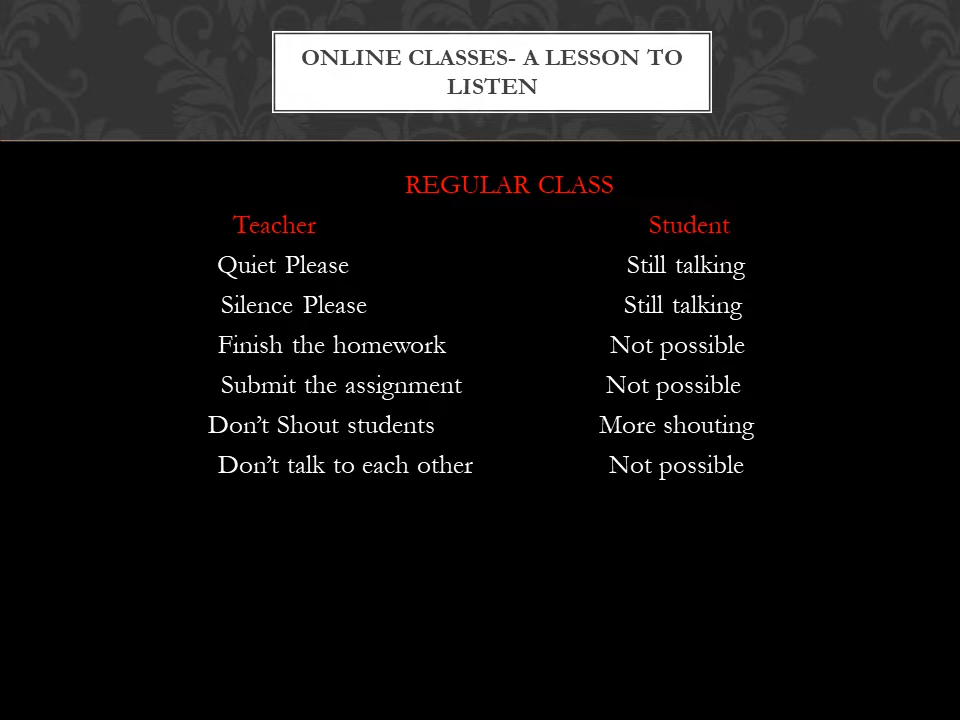 ONLINE CLASSES- A LESSON TO
LISTEN
REGULAR CLASS
Teacher Student
Quiet Please Still talking
Silence Please Still talking
Finish the homework Not possible
Submit the assignment Not possible
Don’t Shout students More shouting
Don’t talk to each other Not possible